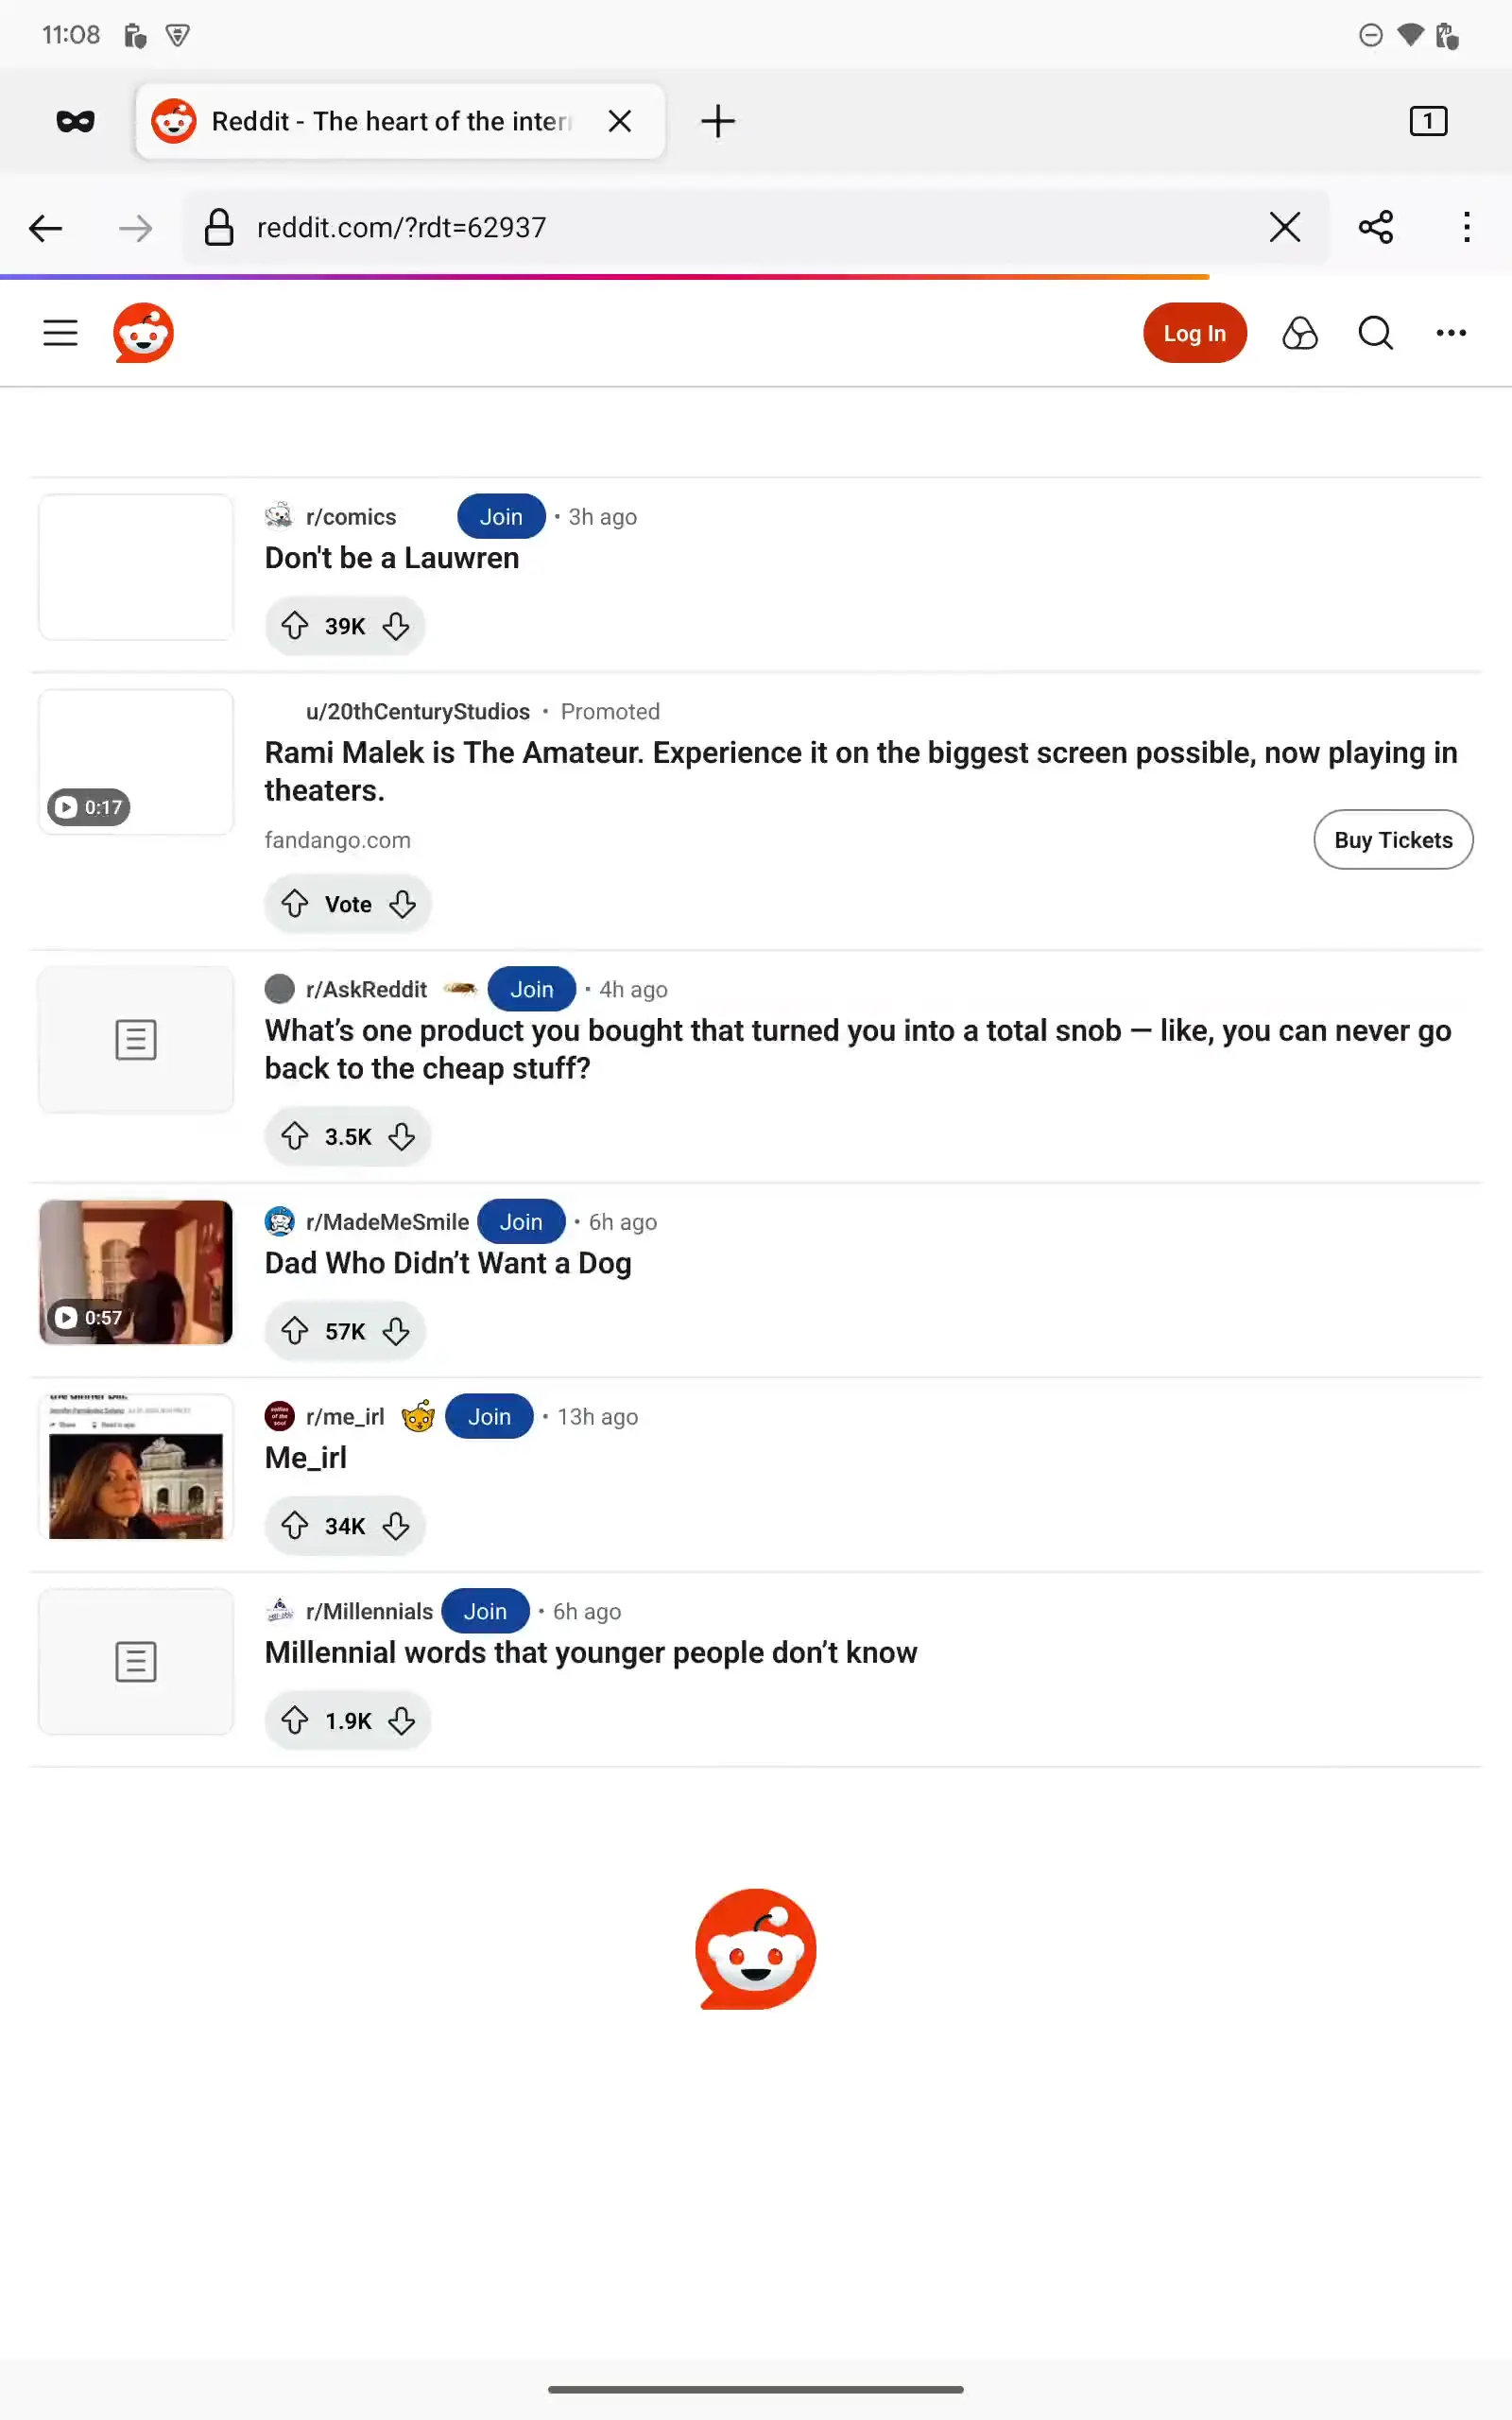 11:08
Reddit - The heart of the inter
1
reddit.com/?rdt=62937
Log In
r/comics
Join
• 3h ago
Don't be a Lauwren
39K
u/20thCenturyStudios • Promoted
Rami Malek is The Amateur. Experience it on the biggest screen possible, now playing in
theaters.
0:17
fandango.com
Buy Tickets
Vote
r/AskReddit
Join
• 4h ago
What’s one product you bought that turned you into a total snob — like, you can never go
back to the cheap stuff?
3.5K
r/MadeMeSmile
Join
• 6h ago
Dad Who Didn’t Want a Dog
0:57
57K
r/me_irl
Join
• 13h ago
Me_irl
34K
r/Millennials
Join
• 6h ago
Millennial words that younger people don’t know
1.9K